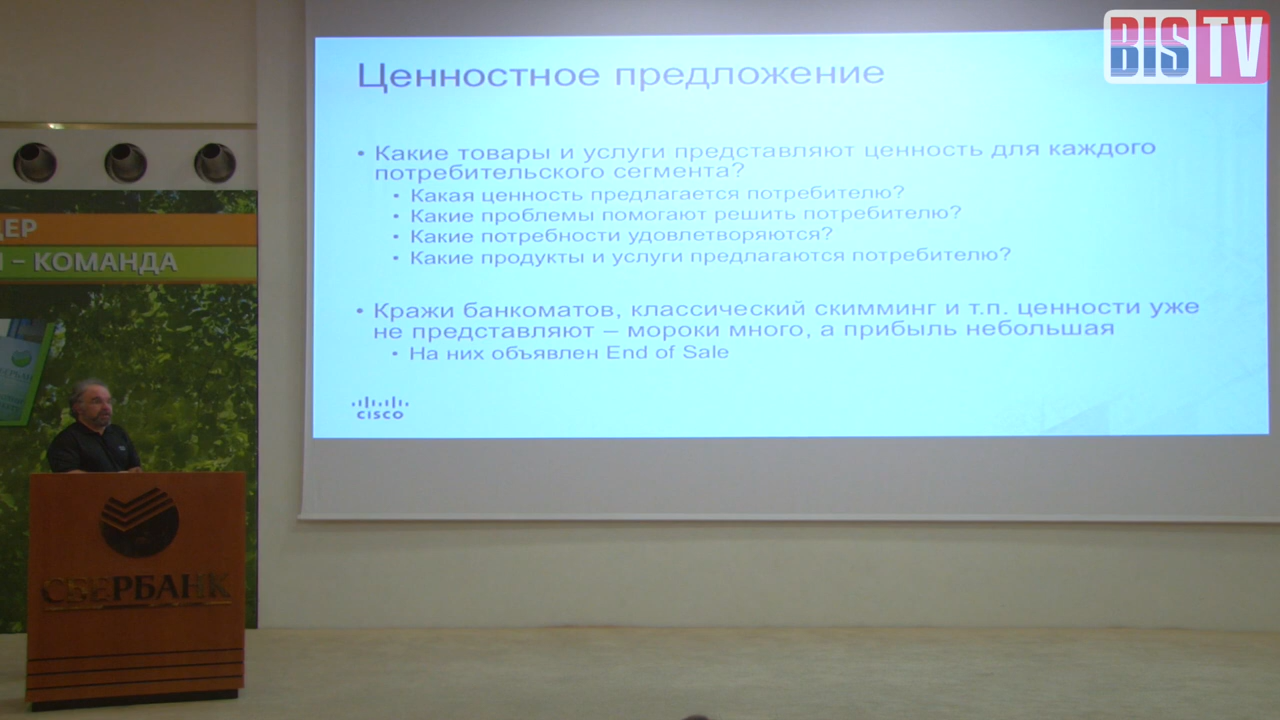 BIS TV
Ценностное предложение
• Какие товары и услуги представляют ценность для каждого
потребительского сегмента?
• Какая ценность предлагается потребителю?
• Какие проблемы помогают решить потребителю?
• Какие потребности удовлетворяются?
• Какие продукты и услуги предлагаются потребителю?
• Кражи банкоматов, классический скимминг и т.п. ценности уже
не представляют – мороки много, а прибыль небольшая
• На них объявлен End of Sale
CISCO
ДЕР
– КОМАНДА
СБЕРБАНК